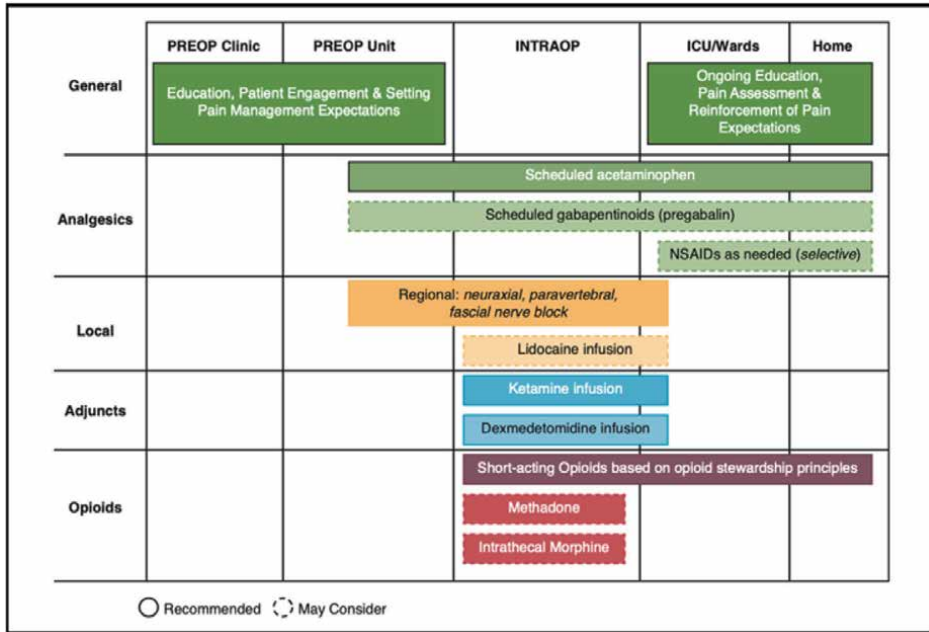 PREOP Clinic
PREOP Unit
INTRAOP
ICU/Wards
Home
General
Education, Patient Engagement & Setting
Pain Management Expectations
Ongoing Education,
Pain Assessment &
Reinforcement of Pain
Expectations
Analgesics
Scheduled acetaminophen
Scheduled gabapentinoids (pregabalin)
NSAIDs as needed (selective)
Local
Regional: neuraxial, paravertebral,
fascial nerve block
Lidocaine infusion
Adjuncts
Ketamine infusion
Dexmedetomidine infusion
Opioids
Short-acting Opioids based on opioid stewardship principles
Methadone
Intrathecal Morphine
Recommended
May Consider